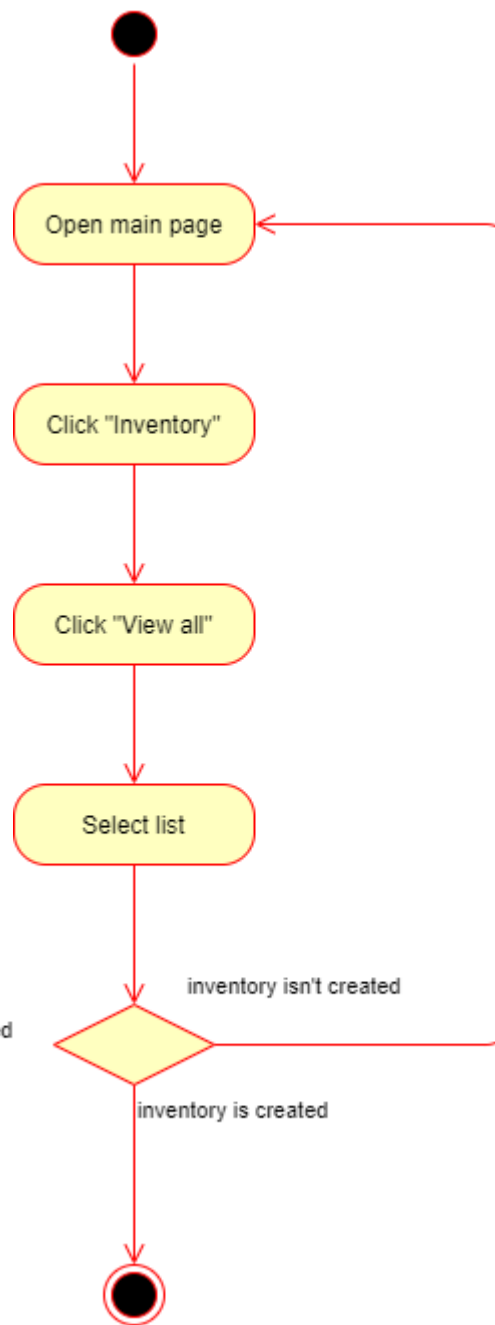 Open main page
Click "Inventory"
Click "View all"
Select list
inventory isn't created
inventory is created